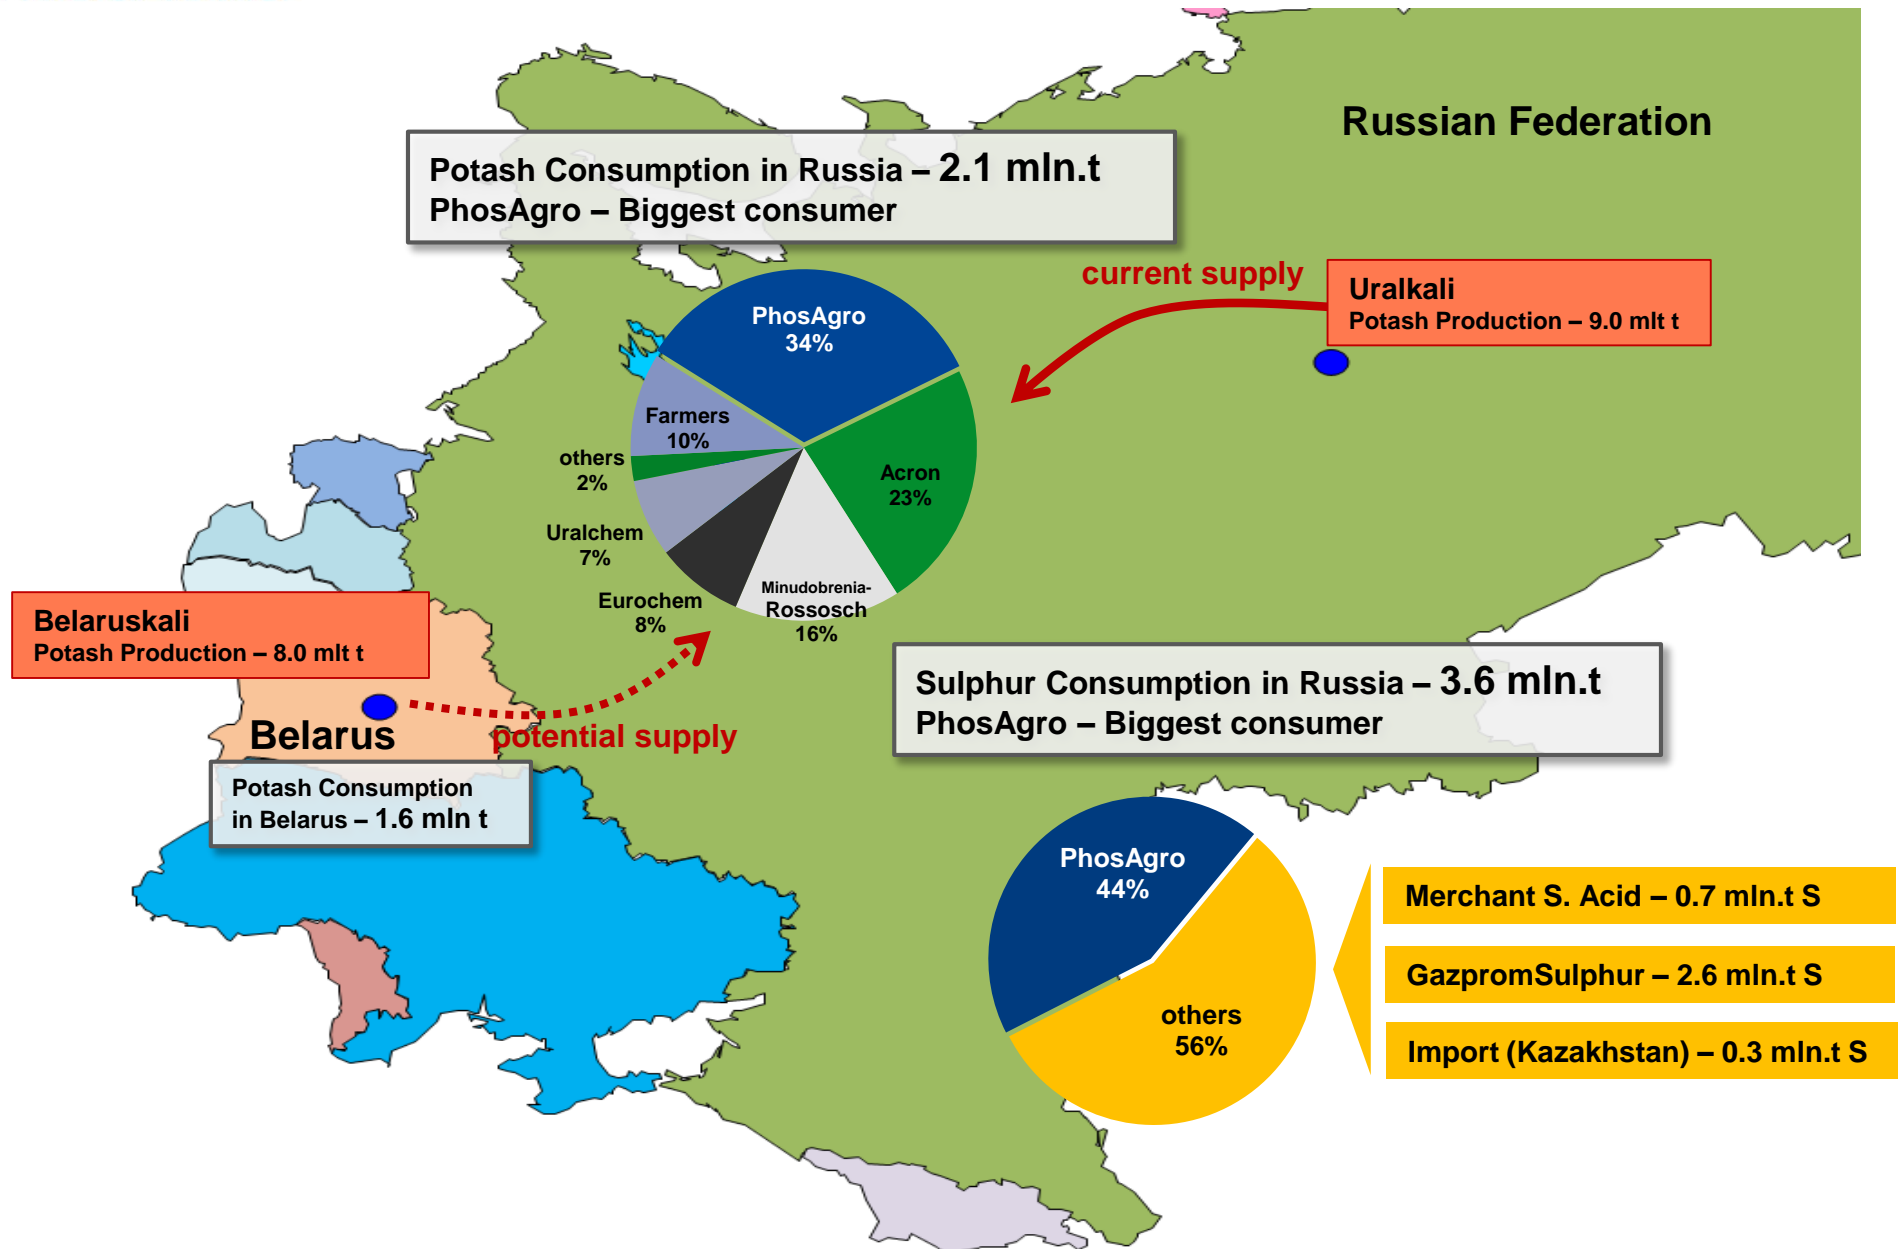 Russian Federation
Potash Consumption in Russia – 2.1 mln.t
PhosAgro – Biggest consumer
current supply
Uralkali
Potash Production – 9.0 mlt t
PhosAgro
34%
Farmers
10%
others
2%
Acron
23%
Uralchem
7%
Eurochem
8%
Minudobrenia-
Rossosch
16%
Belaruskali
Potash Production – 8.0 mlt t
Belarus
potential supply
Potash Consumption
in Belarus – 1.6 mln t
Sulphur Consumption in Russia – 3.6 mln.t
PhosAgro – Biggest consumer
PhosAgro
44%
others
56%
Merchant S. Acid – 0.7 mln.t S
GazpromSulphur – 2.6 mln.t S
Import (Kazakhstan) – 0.3 mln.t S